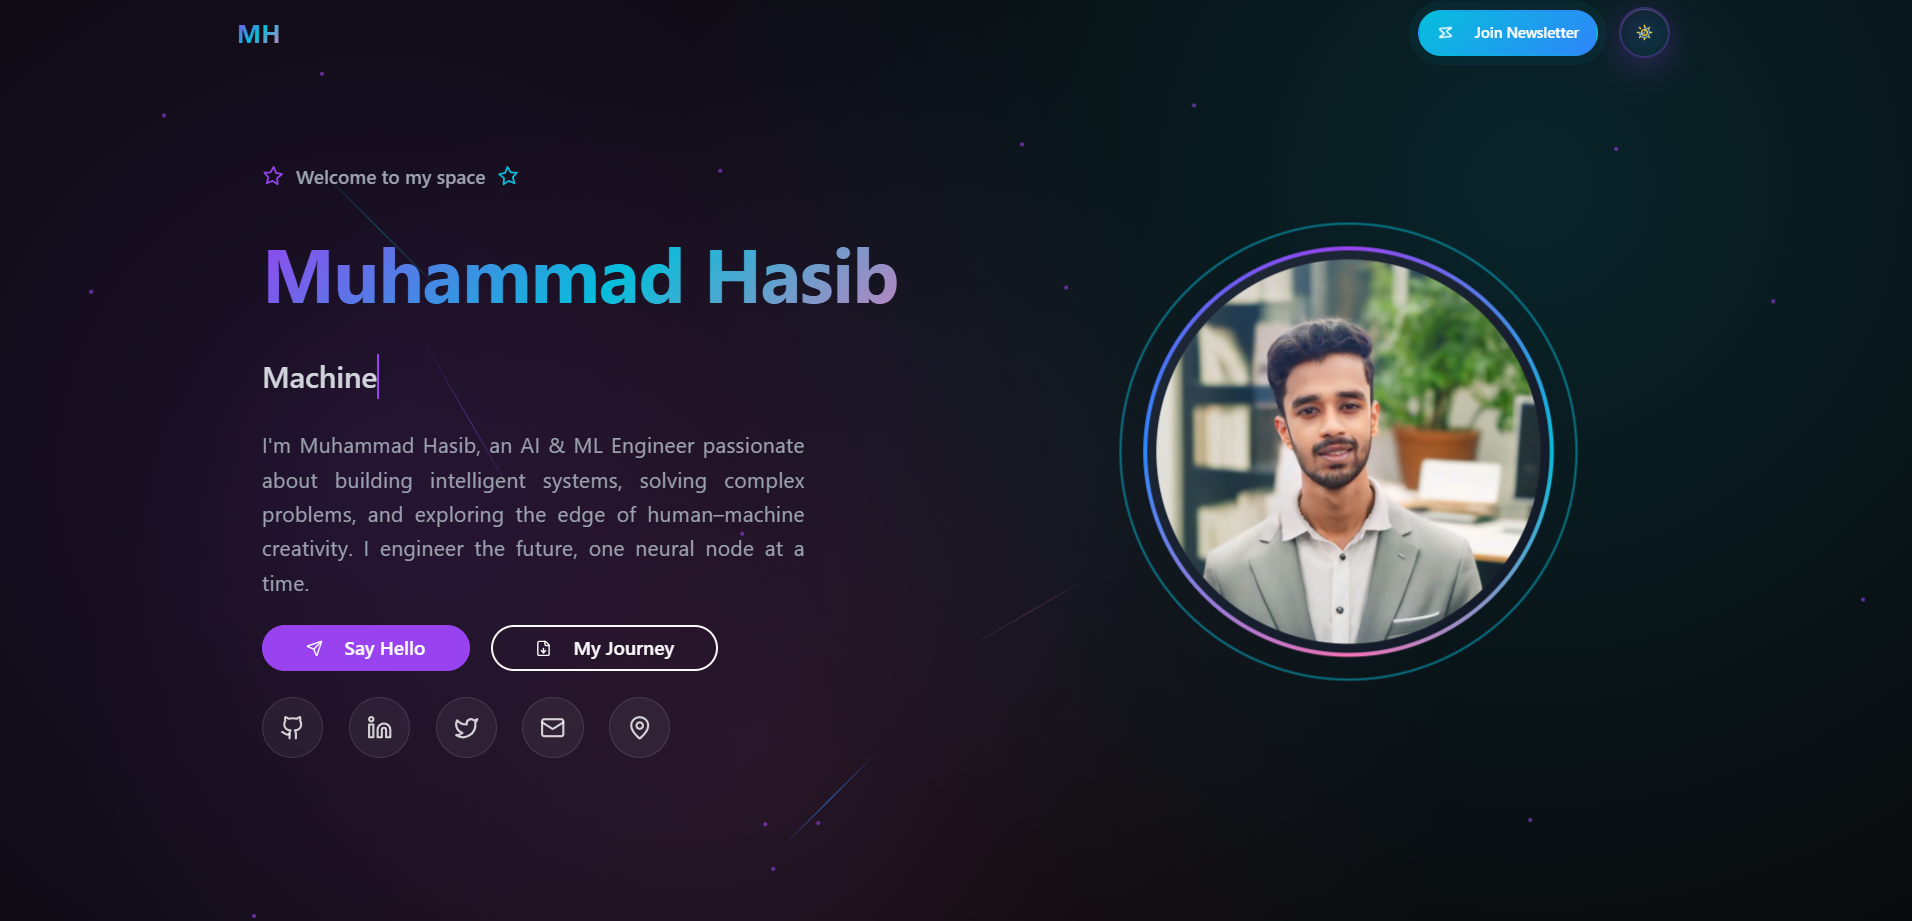 MH
Join Newsletter
Welcome to my space
Muhammad Hasib
Machine
I'm Muhammad Hasib, an AI & ML Engineer passionate
about building intelligent systems, solving complex
problems, and exploring the edge of human–machine
creativity. I engineer the future, one neural node at a
time.
Say Hello
My Journey